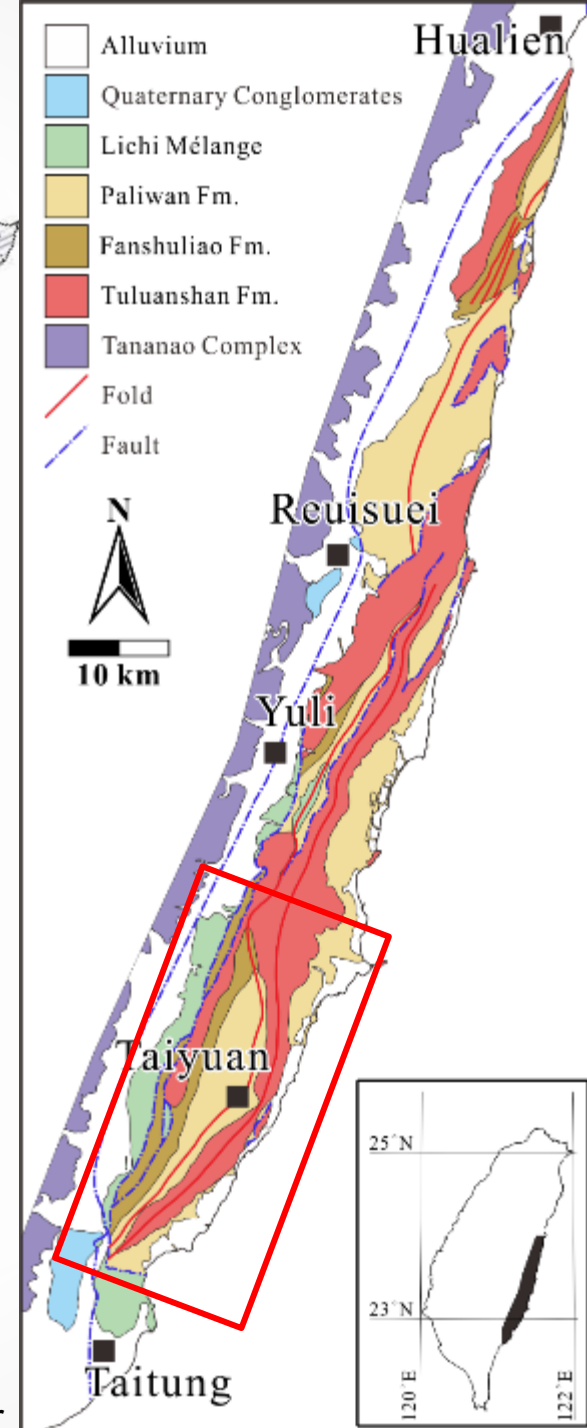 Hualien
Alluvium
Quaternary Conglomerates
Lichi Mélange
Paliwan Fm.
Fanshuliao Fm.
Tuluanshan Fm.
Tananao Complex
Fold
Fault
N
10 km
Reuisuei
Yuli
Taiyuan
Taitung
25°N
23°N
120°E
122°E